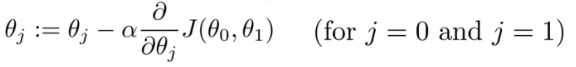 θ_j := θ_j − α ∂/∂θ_j J(θ_0, θ_1) (for j = 0 and j = 1)